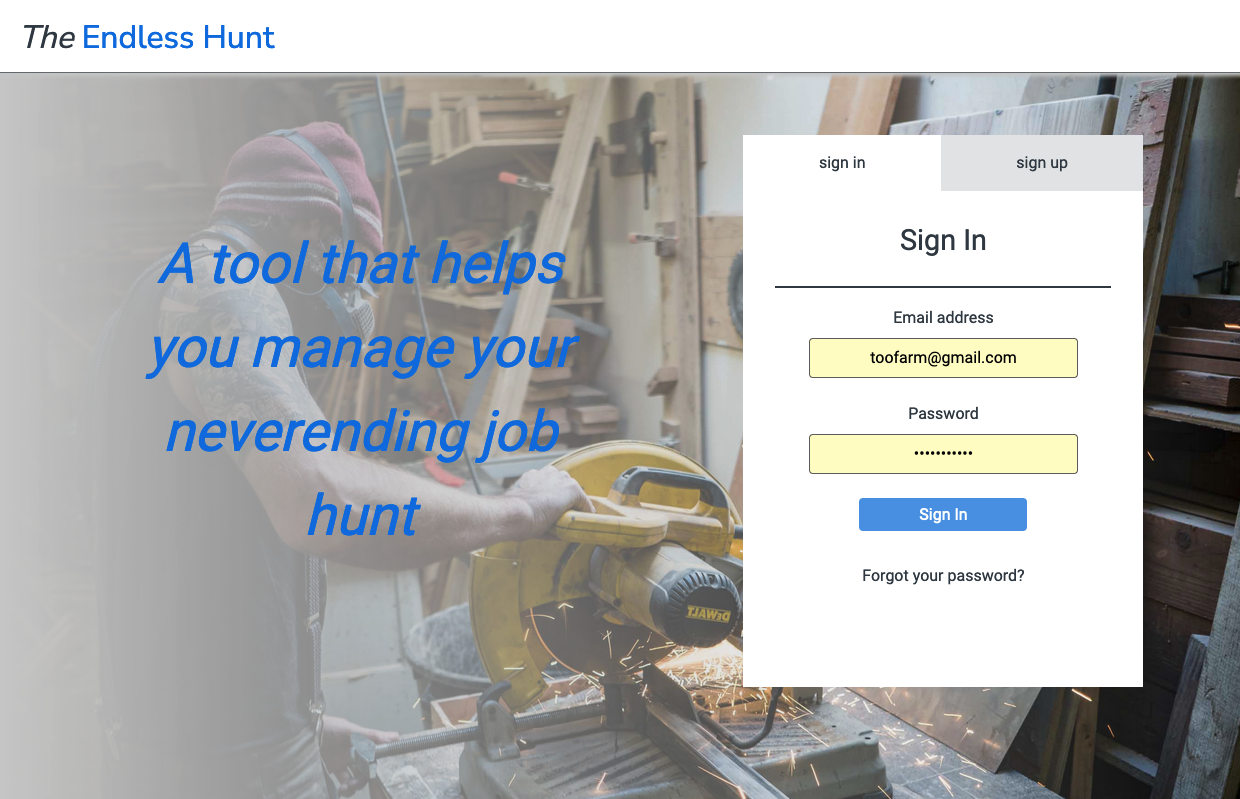 The Endless Hunt
A tool that helps
you manage your
neverending job
hunt
sign in
sign up
Sign In
Email address
toofarm@gmail.com
Password
•••••••••••
Sign In
Forgot your password?
DEWALT